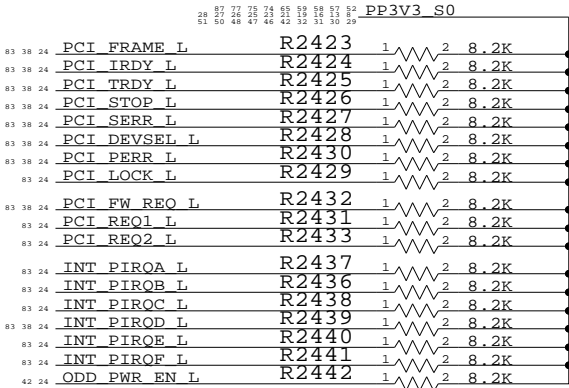 87 77 75 74 65 59 58 57 52 PP3V3_S0
28 27 26 25 23 21 19 16 13 8
51 50 48 47 46 42 32 31 30 29
83 38 24 PCI_FRAME_L R2423 1 2 8.2K
83 38 24 PCI_IRDY_L R2424 1 2 8.2K
83 38 24 PCI_TRDY_L R2425 1 2 8.2K
83 38 24 PCI_STOP_L R2426 1 2 8.2K
83 38 24 PCI_SERR_L R2427 1 2 8.2K
83 38 24 PCI_DEVSEL_L R2428 1 2 8.2K
83 38 24 PCI_PERR_L R2430 1 2 8.2K
83 24 PCI_LOCK_L R2429 1 2 8.2K
83 38 24 PCI_FW_REQ_L R2432 1 2 8.2K
83 24 PCI_REQ1_L R2431 1 2 8.2K
83 24 PCI_REQ2_L R2433 1 2 8.2K
83 24 INT_PIRQA_L R2437 1 2 8.2K
83 24 INT_PIRQB_L R2436 1 2 8.2K
83 24 INT_PIRQC_L R2438 1 2 8.2K
83 38 24 INT_PIRQD_L R2439 1 2 8.2K
83 24 INT_PIRQE_L R2440 1 2 8.2K
83 24 INT_PIRQF_L R2441 1 2 8.2K
42 24 ODD_PWR_EN_L R2442 1 2 8.2K